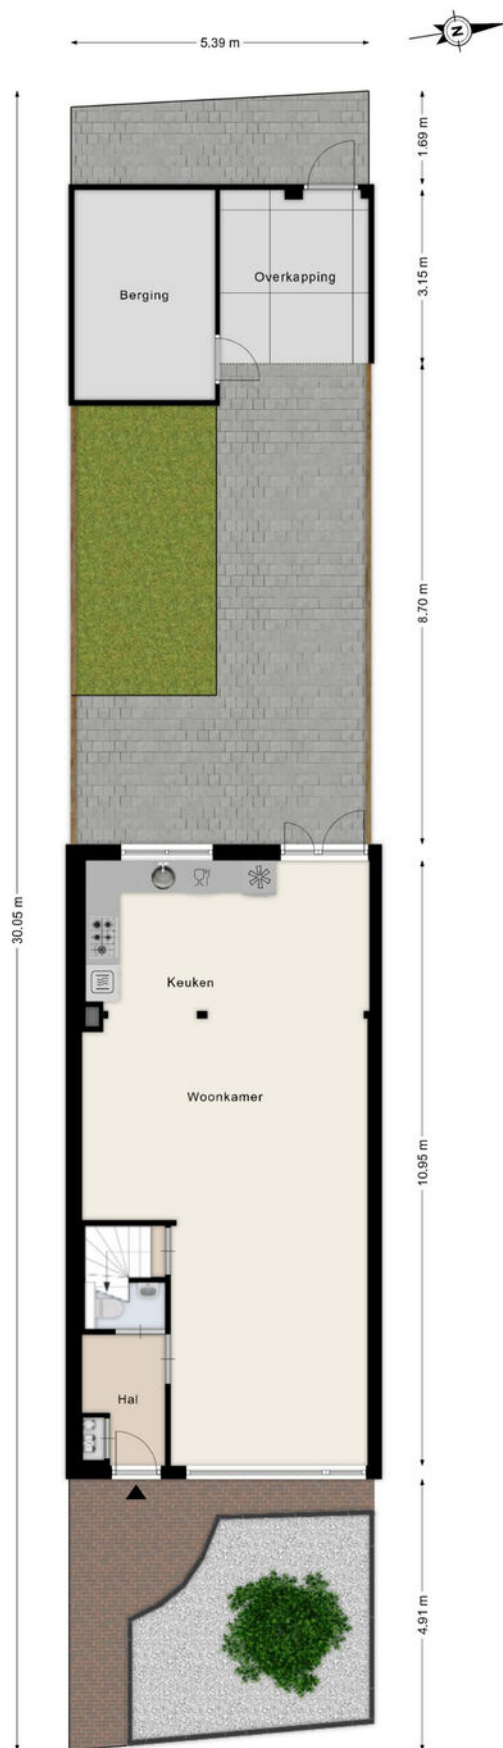 5.39 m
N
1.69 m
3.15 m
Berging
Overkapping
8.70 m
30.05 m
Keuken
Woonkamer
10.95 m
Hal
4.91 m